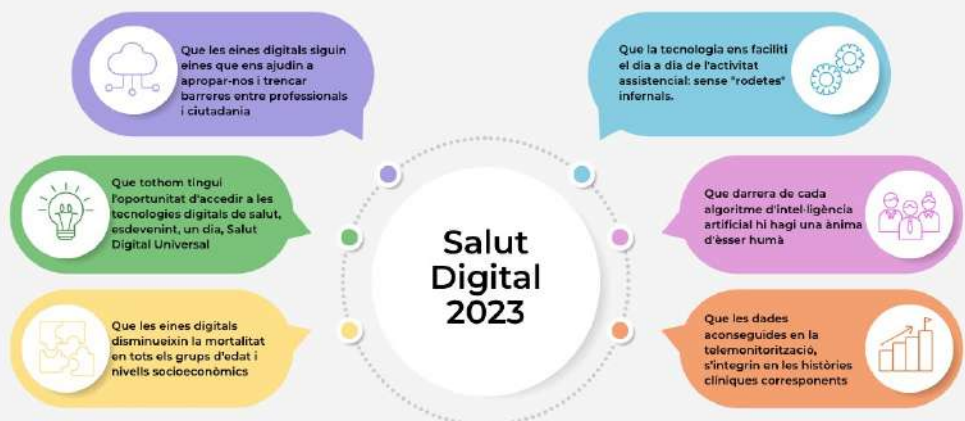 Que les eines digitals siguin
eines que ens ajudin a
apropar-nos i trencar
barreres entre professionals
i ciutadania
Que la tecnologia ens faciliti
el dia a dia de l'activitat
assistencial: sense "rodetes"
infernals.
Que tothom tingui
l'oportunitat d'accedir a les
tecnologies digitals de salut,
esdevenint, un dia, Salut
Digital Universal
Que darrera de cada
algoritme d'intel·ligència
artificial hi hagi una ànima
d'èsser humà
Salut
Digital
2023
Que les eines digitals
disminueixin la mortalitat
en tots els grups d'edat i
nivells socioeconòmics
Que les dades
aconseguides en la
telemonitorització,
s'integrin en les històries
clíniques corresponents